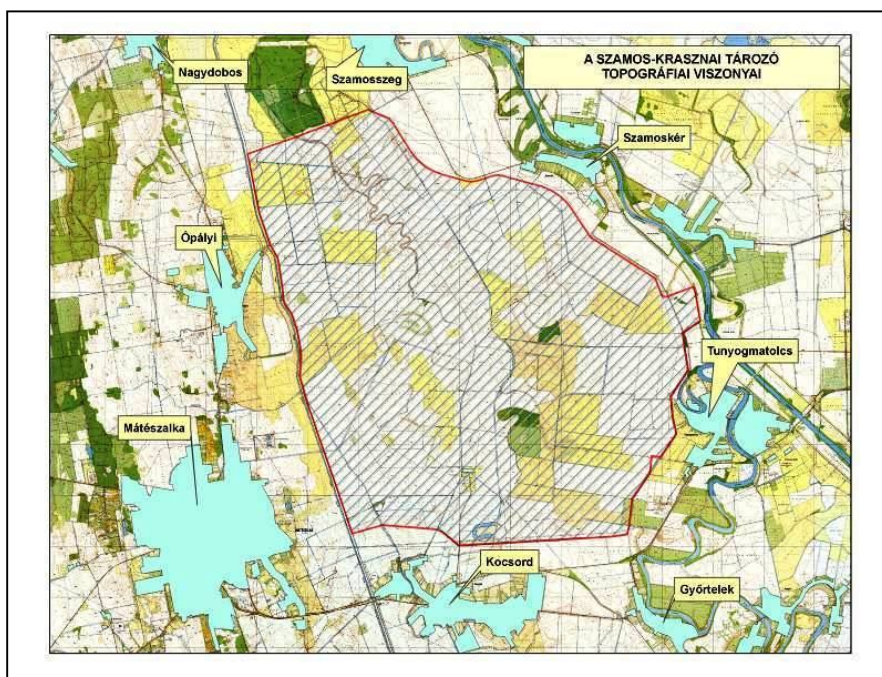 A SZAMOS-KRASZNAI TÁROZÓ
TOPOGRÁFIAI VISZONYAI
Nagydobos
Szamosszeg
Szamoskér
Ópályi
Tunyogmatolcs
Mátészalka
Kocsord
Győrtelek